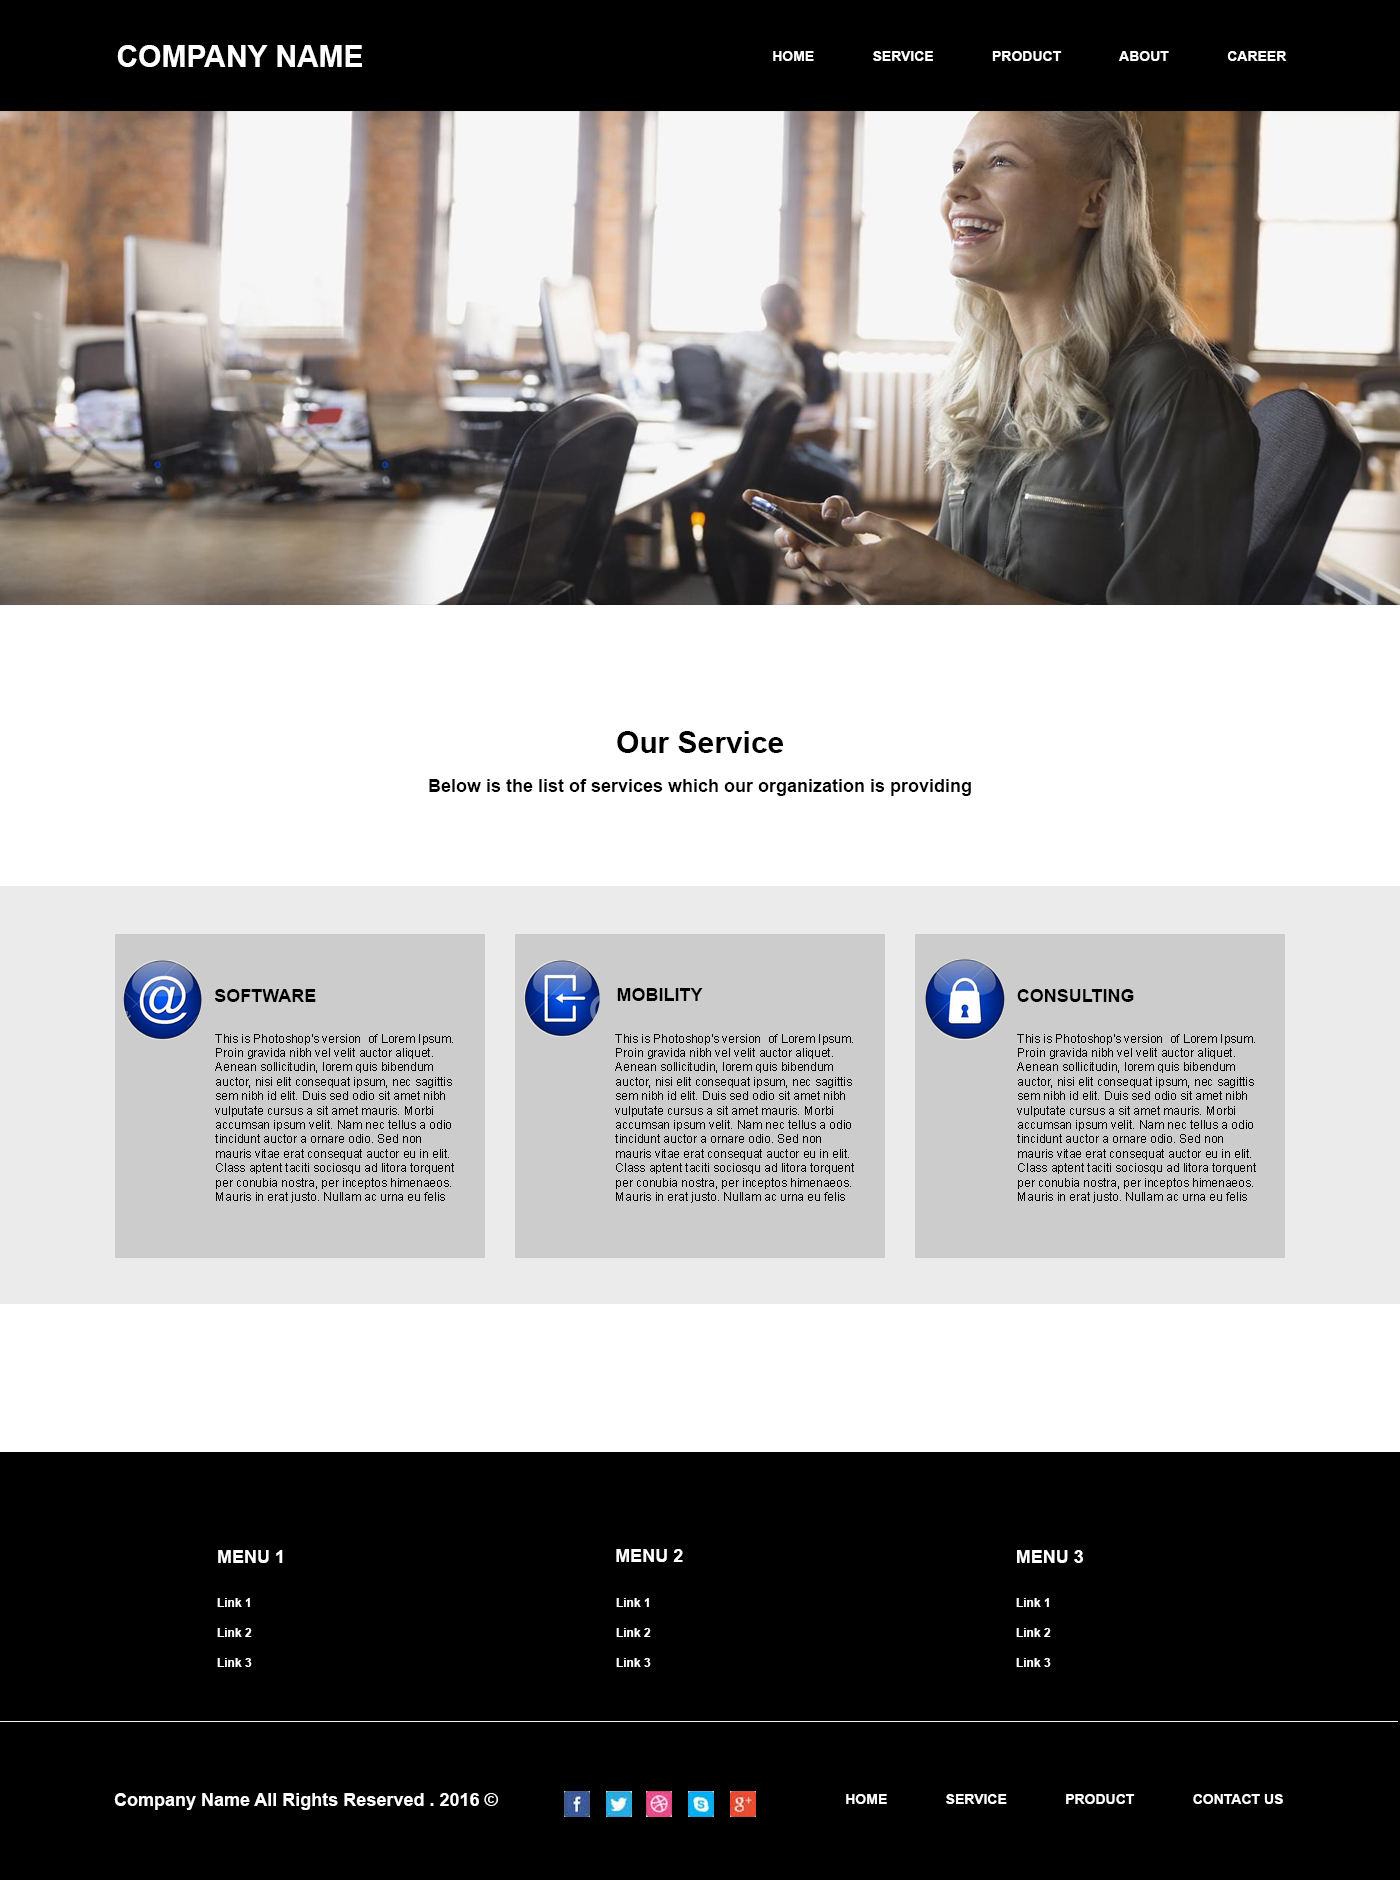 COMPANY NAME
HOME SERVICE PRODUCT ABOUT CAREER
Our Service
Below is the list of services which our organization is providing
SOFTWARE
This is Photoshop's version of Lorem Ipsum.
Proin gravida nibh vel velit auctor aliquet.
Aenean sollicitudin, lorem quis bibendum
auctor, nisi elit consequat ipsum, nec sagittis
sem nibh id elit. Duis sed odio sit amet nibh
vulputate cursus a sit amet mauris. Morbi
accumsan ipsum velit. Nam nec tellus a odio
tincidunt auctor a ornare odio. Sed non
mauris vitae erat consequat auctor eu in elit.
Class aptent taciti sociosqu ad litora torquent
per conubia nostra, per inceptos himenaeos.
Mauris in erat justo. Nullam ac urna eu felis
MOBILITY
This is Photoshop's version of Lorem Ipsum.
Proin gravida nibh vel velit auctor aliquet.
Aenean sollicitudin, lorem quis bibendum
auctor, nisi elit consequat ipsum, nec sagittis
sem nibh id elit. Duis sed odio sit amet nibh
vulputate cursus a sit amet mauris. Morbi
accumsan ipsum velit. Nam nec tellus a odio
tincidunt auctor a ornare odio. Sed non
mauris vitae erat consequat auctor eu in elit.
Class aptent taciti sociosqu ad litora torquent
per conubia nostra, per inceptos himenaeos.
Mauris in erat justo. Nullam ac urna eu felis
CONSULTING
This is Photoshop's version of Lorem Ipsum.
Proin gravida nibh vel velit auctor aliquet.
Aenean sollicitudin, lorem quis bibendum
auctor, nisi elit consequat ipsum, nec sagittis
sem nibh id elit. Duis sed odio sit amet nibh
vulputate cursus a sit amet mauris. Morbi
accumsan ipsum velit. Nam nec tellus a odio
tincidunt auctor a ornare odio. Sed non
mauris vitae erat consequat auctor eu in elit.
Class aptent taciti sociosqu ad litora torquent
per conubia nostra, per inceptos himenaeos.
Mauris in erat justo. Nullam ac urna eu felis
MENU 1
Link 1
Link 2
Link 3
MENU 2
Link 1
Link 2
Link 3
MENU 3
Link 1
Link 2
Link 3
Company Name All Rights Reserved . 2016 ©
HOME SERVICE PRODUCT CONTACT US